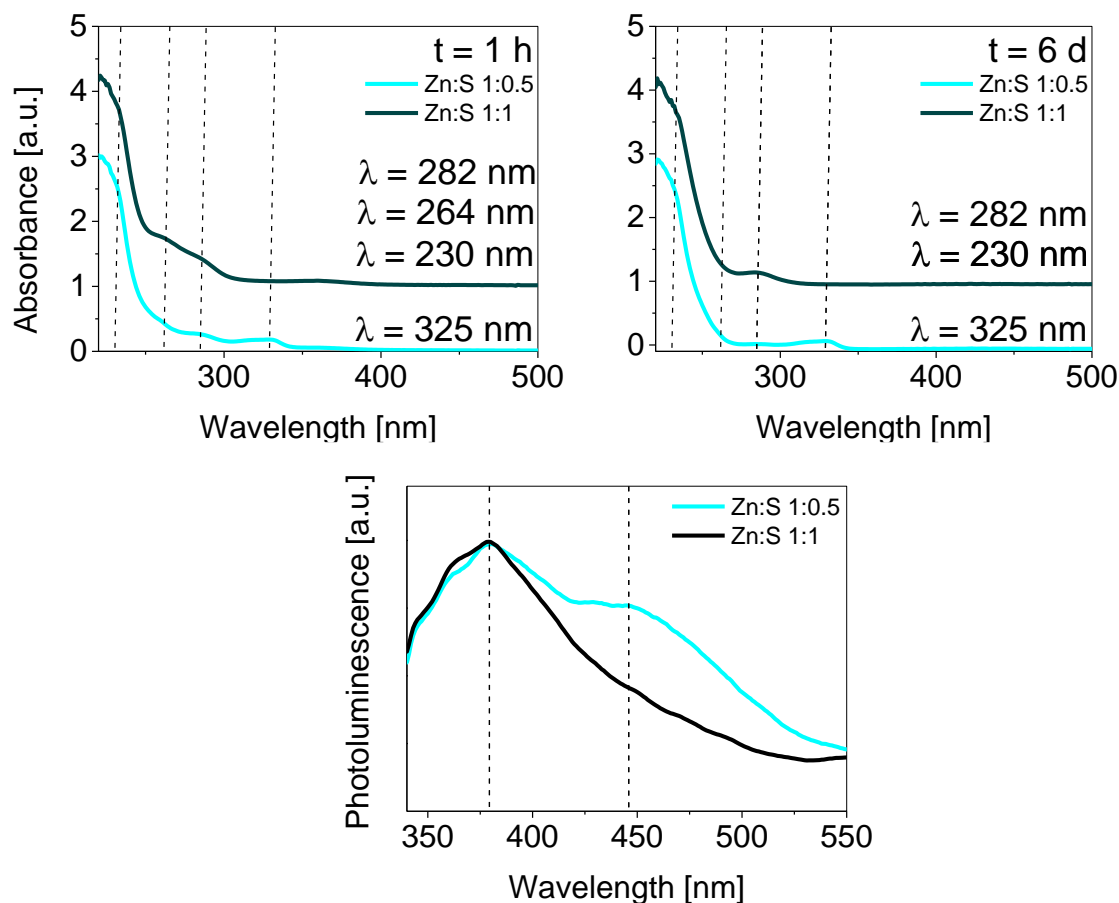 5
4
3
2
1
0
Absorbance [a.u.]
t = 1 h
Zn:S 1:0.5
Zn:S 1:1
λ = 282 nm
λ = 264 nm
λ = 230 nm
λ = 325 nm
300
400
500
Wavelength [nm]
5
4
3
2
1
0
t = 6 d
Zn:S 1:0.5
Zn:S 1:1
λ = 282 nm
λ = 230 nm
λ = 325 nm
300
400
500
Wavelength [nm]
Photoluminescence [a.u.]
Zn:S 1:0.5
Zn:S 1:1
350
400
450
500
550
Wavelength [nm]